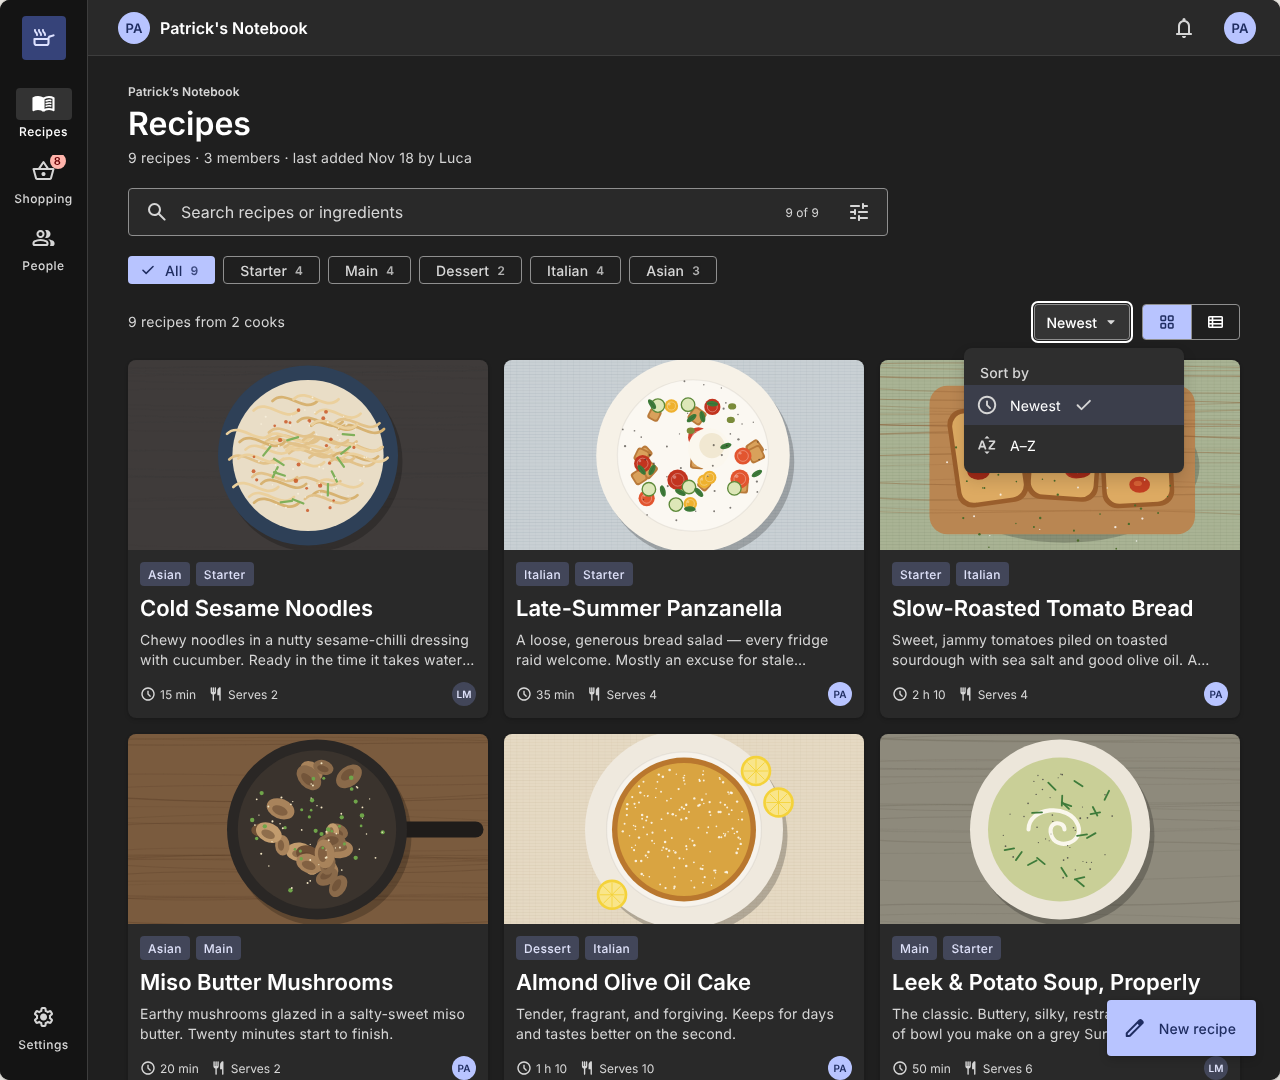 PA Patrick's Notebook
PA
Recipes
8
Shopping
People
Settings
Patrick's Notebook
Recipes
9 recipes · 3 members · last added Nov 18 by Luca
Search recipes or ingredients 9 of 9
All 9 Starter 4 Main 4 Dessert 2 Italian 4 Asian 3
9 recipes from 2 cooks
Newest
Sort by
Newest
AZ A–Z
Asian Starter
Cold Sesame Noodles
Chewy noodles in a nutty sesame-chilli dressing
with cucumber. Ready in the time it takes water…
15 min Serves 2 LM
Italian Starter
Late-Summer Panzanella
A loose, generous bread salad — every fridge
raid welcome. Mostly an excuse for stale…
35 min Serves 4 PA
Starter Italian
Slow-Roasted Tomato Bread
Sweet, jammy tomatoes piled on toasted
sourdough with sea salt and good olive oil. A…
2 h 10 Serves 4 PA
Asian Main
Miso Butter Mushrooms
Earthy mushrooms glazed in a salty-sweet miso
butter. Twenty minutes start to finish.
20 min Serves 2 PA
Dessert Italian
Almond Olive Oil Cake
Tender, fragrant, and forgiving. Keeps for days
and tastes better on the second.
1 h 10 Serves 10 PA
Main Starter
Leek & Potato Soup, Properly
The classic. Buttery, silky,
of bowl you make on a grey
50 min Serves 6 LM
New recipe